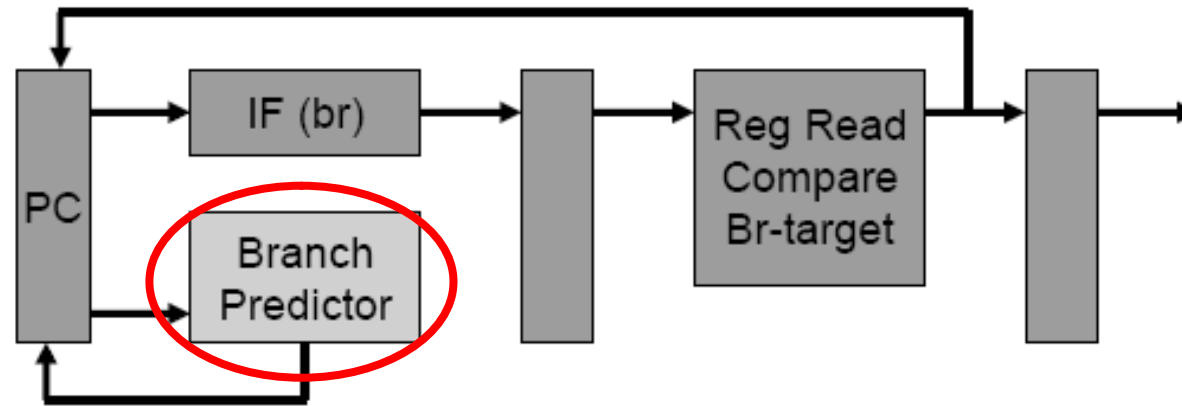 PC
IF (br)
Branch
Predictor
Reg Read
Compare
Br-target